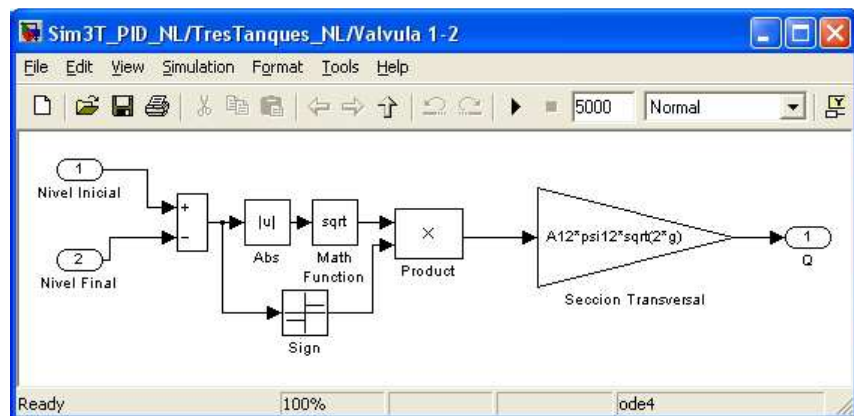 Sim3T_PID_NL/TresTanques_NL/Valvula 1-2
File Edit View Simulation Format Tools Help
5000 Normal
1
Nivel Inicial
2
Nivel Final
+
−
|u|
Abs
sqrt
Math
Function
Sign
×
Product
A12*psi12*sqrt(2*g)
Seccion Transversal
1
Q
Ready 100% ode4